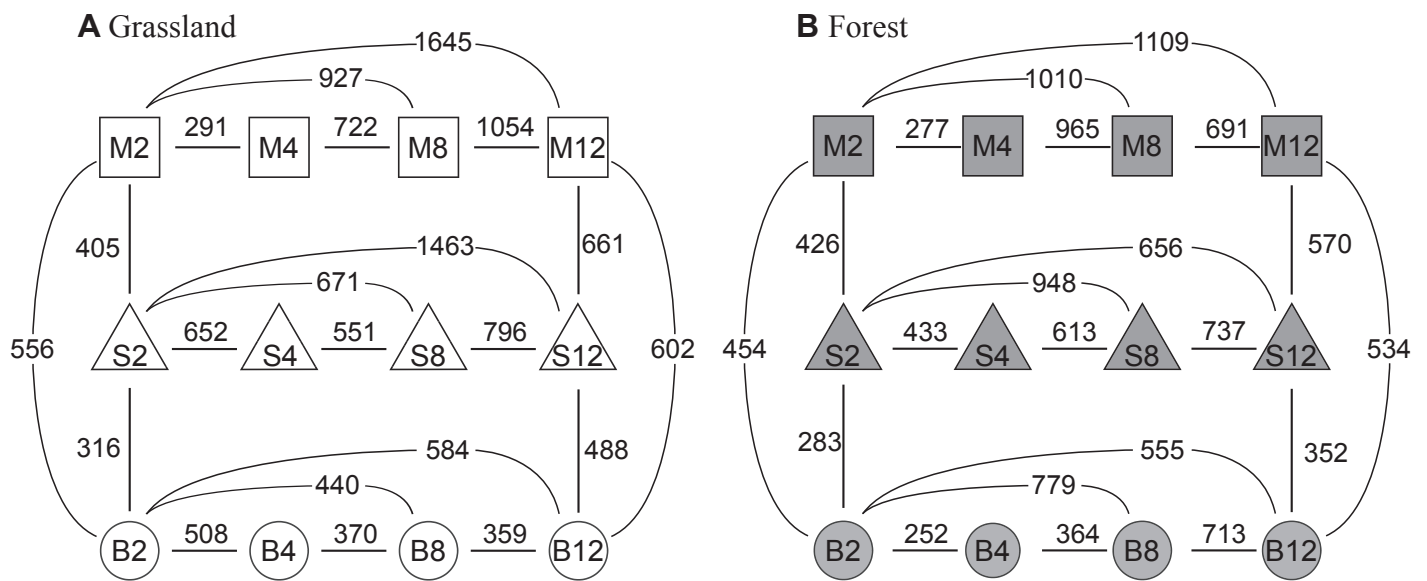 A Grassland
1645
927
M2 291 M4 722 M8 1054 M12
405 661
1463
671
556 S2 652 S4 551 S8 796 S12 602
316 488
584
440
B2 508 B4 370 B8 359 B12
B Forest
1109
1010
M2 277 M4 965 M8 691 M12
426 570
656
948
454 S2 433 S4 613 S8 737 S12 534
283 352
555
779
B2 252 B4 364 B8 713 B12